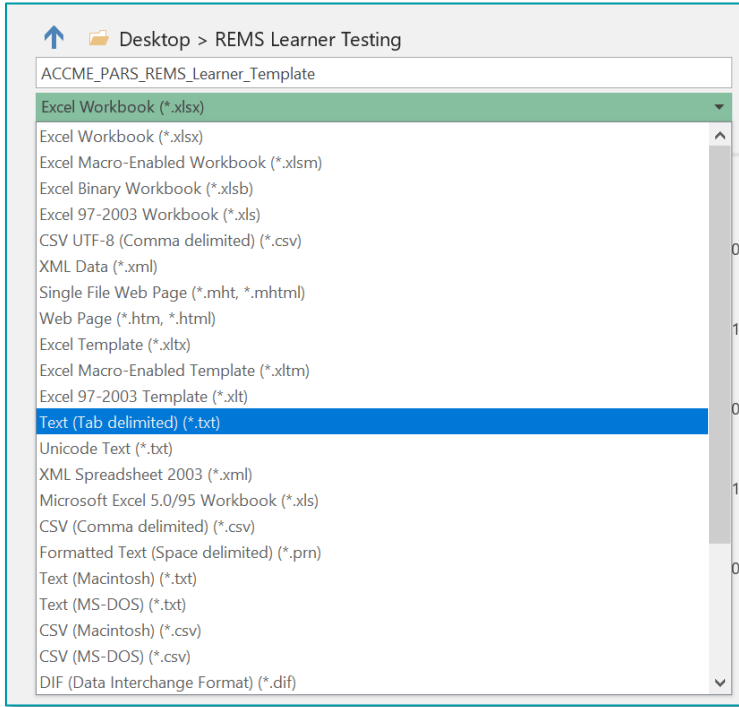 Desktop > REMS Learner Testing
ACCME_PARS_REMS_Learner_Template
Excel Workbook (*.xlsx)
Excel Workbook (*.xlsx)
Excel Macro-Enabled Workbook (*.xlsm)
Excel Binary Workbook (*.xlsb)
Excel 97-2003 Workbook (*.xls)
CSV UTF-8 (Comma delimited) (*.csv)
XML Data (*.xml)
Single File Web Page (*.mht, *.mhtml)
Web Page (*.htm, *.html)
Excel Template (*.xltx)
Excel Macro-Enabled Template (*.xltm)
Excel 97-2003 Template (*.xlt)
Text (Tab delimited) (*.txt)
Unicode Text (*.txt)
XML Spreadsheet 2003 (*.xml)
Microsoft Excel 5.0/95 Workbook (*.xls)
CSV (Comma delimited) (*.csv)
Formatted Text (Space delimited) (*.prn)
Text (Macintosh) (*.txt)
Text (MS-DOS) (*.txt)
CSV (Macintosh) (*.csv)
CSV (MS-DOS) (*.csv)
DIF (Data Interchange Format) (*.dif)
0
1
0
1
0